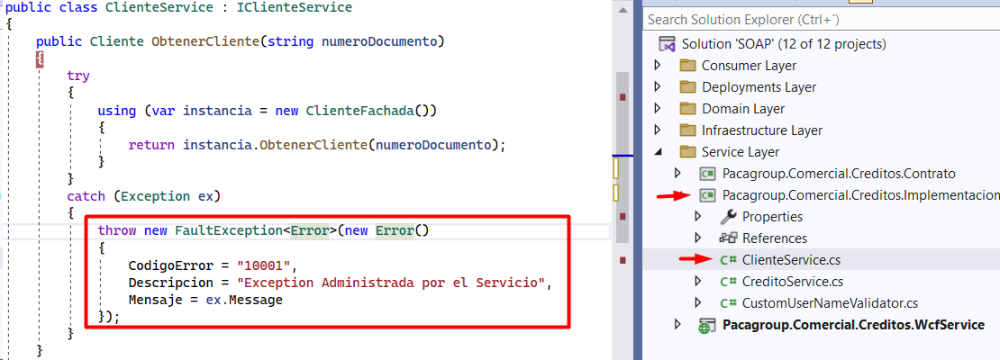 public class ClienteService : IClienteService
{
public Cliente ObtenerCliente(string numeroDocumento)
{
try
{
using (var instancia = new ClienteFachada())
{
return instancia.ObtenerCliente(numeroDocumento);
}
}
catch (Exception ex)
{
throw new FaultException<Error>(new Error()
{
CodigoError = "10001",
Descripcion = "Exception Administrada por el Servicio",
Mensaje = ex.Message
});
}
}
Search Solution Explorer (Ctrl+´)
Solution 'SOAP' (12 of 12 projects)
Consumer Layer
Deployments Layer
Domain Layer
Infraestructure Layer
Service Layer
C# Pacagroup.Comercial.Creditos.Contrato
C# Pacagroup.Comercial.Creditos.Implementacion
Properties
References
C# ClienteService.cs
C# CreditoService.cs
C# CustomUserNameValidator.cs
Pacagroup.Comercial.Creditos.WcfService